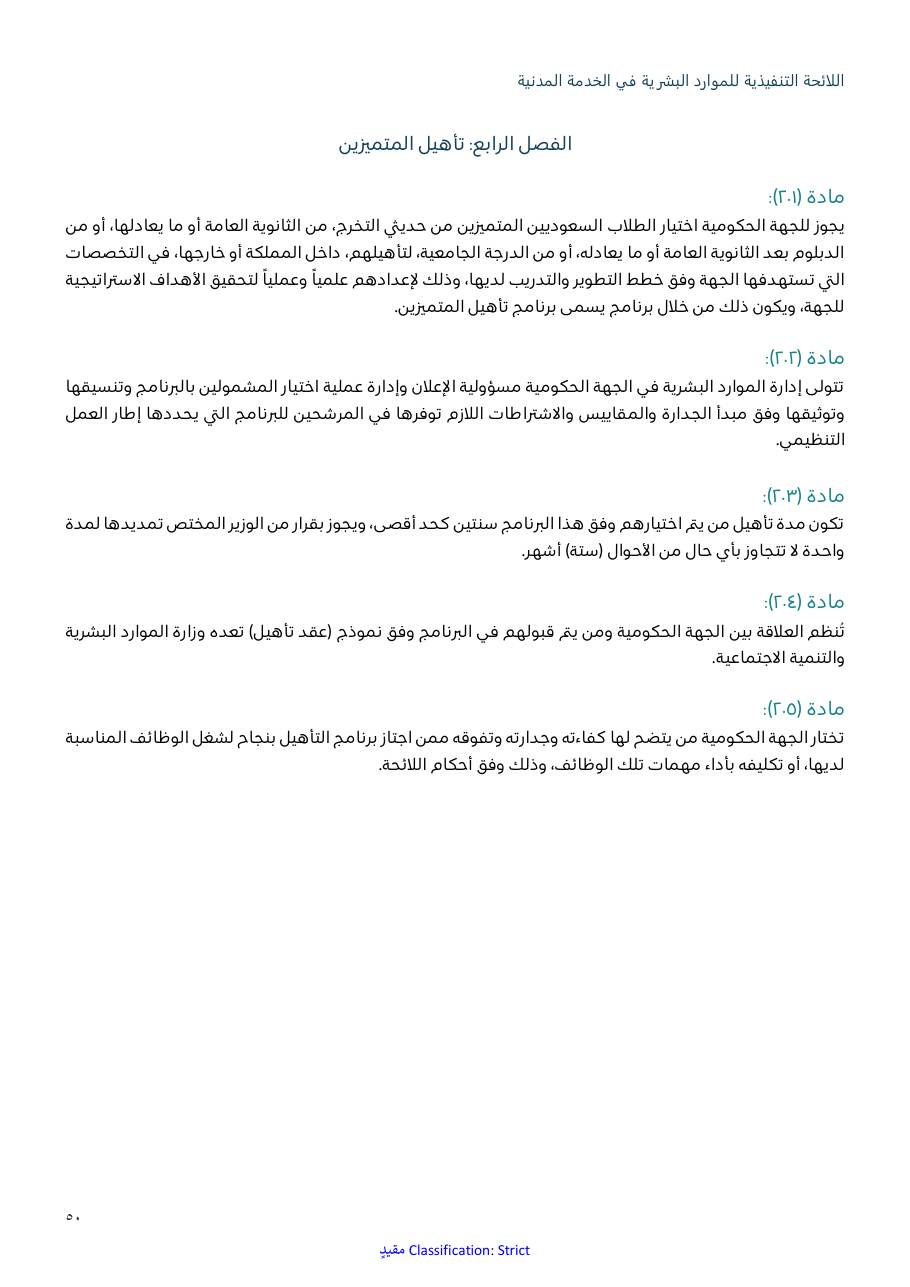 اللائحة التنفيذية للموارد البشرية في الخدمة المدنية
الفصل الرابع: تأهيل المتميزين
مادة (٢٠١):
يجوز للجهة الحكومية اختيار الطلاب السعوديين المتميزين من حديثي التخرج، من الثانوية العامة أو ما يعادلها، أو من
الدبلوم بعد الثانوية العامة أو ما يعادله، أو من الدرجة الجامعية، لتأهيلهم، داخل المملكة أو خارجها، في التخصصات
التي تستهدفها الجهة وفق خطط التطوير والتدريب لديها، وذلك لإعدادهم علمياً وعملياً لتحقيق الأهداف الاستراتيجية
للجهة، ويكون ذلك من خلال برنامج يسمى برنامج تأهيل المتميزين.
مادة (٢٠٢):
تتولى إدارة الموارد البشرية في الجهة الحكومية مسؤولية الإعلان وإدارة عملية اختيار المشمولين بالبرنامج وتنسيقها
وتوثيقها وفق مبدأ الجدارة والمقاييس والاشتراطات اللازم توفرها في المرشحين للبرنامج التي يحددها إطار العمل
التنظيمي.
مادة (٢٠٣):
تكون مدة تأهيل من يتم اختيارهم وفق هذا البرنامج سنتين كحد أقصى، ويجوز بقرار من الوزير المختص تمديدها لمدة
واحدة لا تتجاوز بأي حال من الأحوال (ستة) أشهر.
مادة (٢٠٤):
تُنظم العلاقة بين الجهة الحكومية ومن يتم قبولهم في البرنامج وفق نموذج (عقد تأهيل) تعده وزارة الموارد البشرية
والتنمية الاجتماعية.
مادة (٢٠٥):
تختار الجهة الحكومية من يتضح لها كفاءته وجدارته وتفوقه ممن اجتاز برنامج التأهيل بنجاح لشغل الوظائف المناسبة
لديها، أو تكليفه بأداء مهمات تلك الوظائف، وذلك وفق أحكام اللائحة.
٥٠
Classification: Strict مقيدٍ